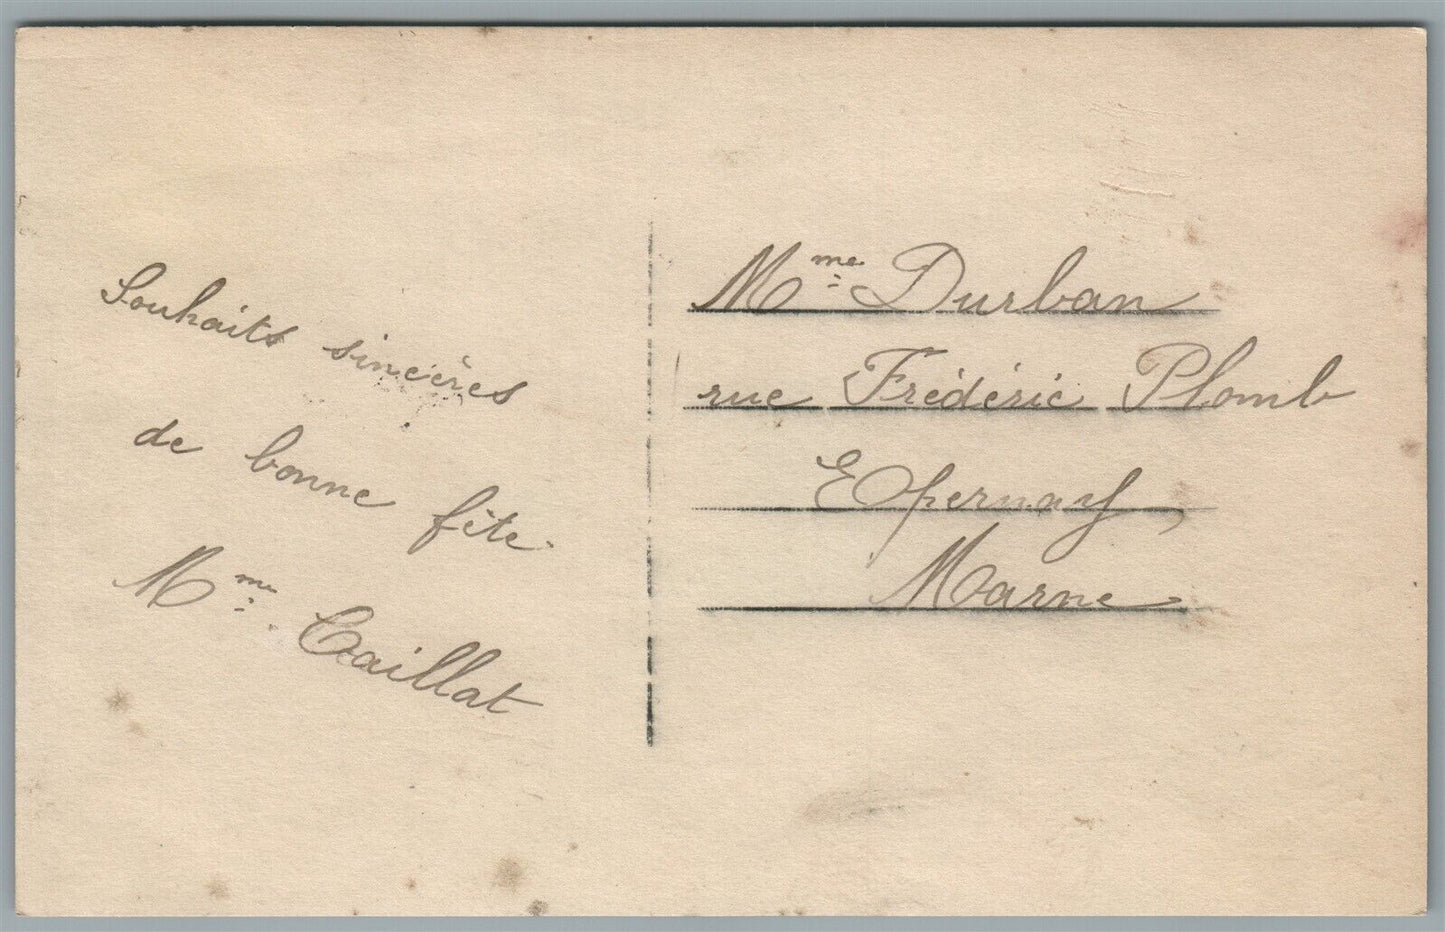 Souhaits sincères
de bonne fête
Mme Caillat
Mme Durban
rue Frédéric Plomb
Epernay,
Marne